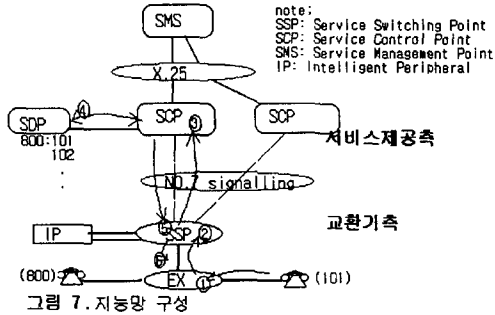 SMS
note:
SSP: Service Switching Point
SCP: Service Control Point
SMS: Service Management Point
IP: Intelligent Peripheral
X.25
④
SDP
SCP
③
SCP
800:101
102
서비스제공측
NO.7 signalling
교환기측
IP
⑤
SSP
②
⑥
(800)
EX
①
(101)
그림 7.지능망 구성